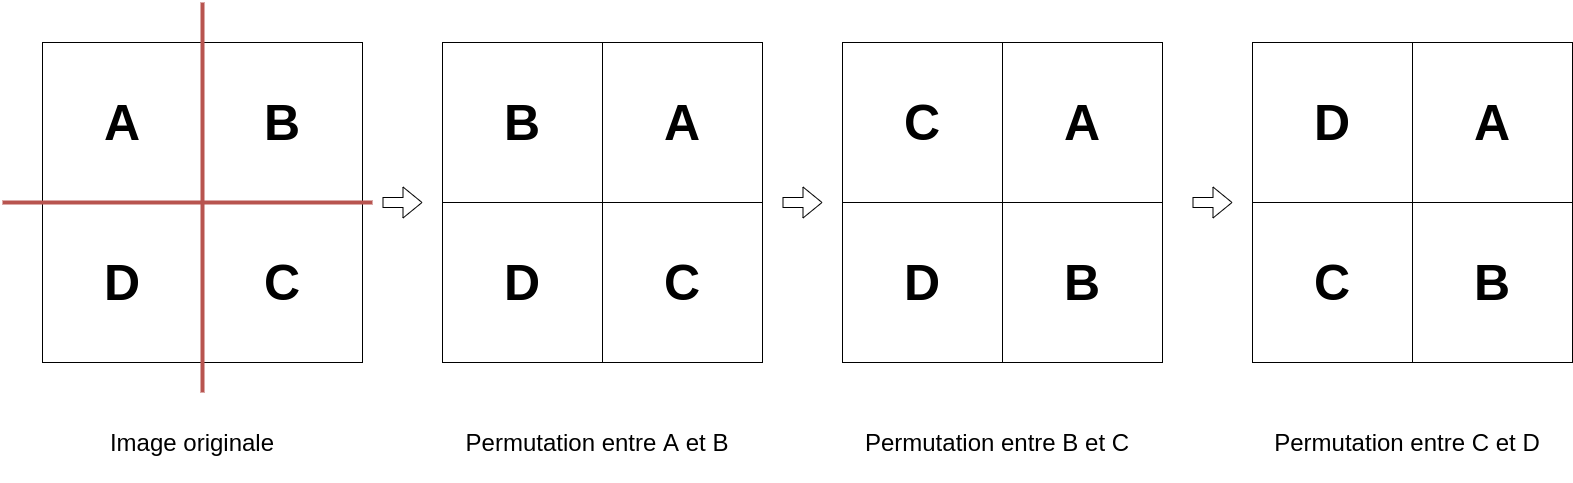 A B B A C A D A
D C D C D B C B
Image originale Permutation entre A et B Permutation entre B et C Permutation entre C et D